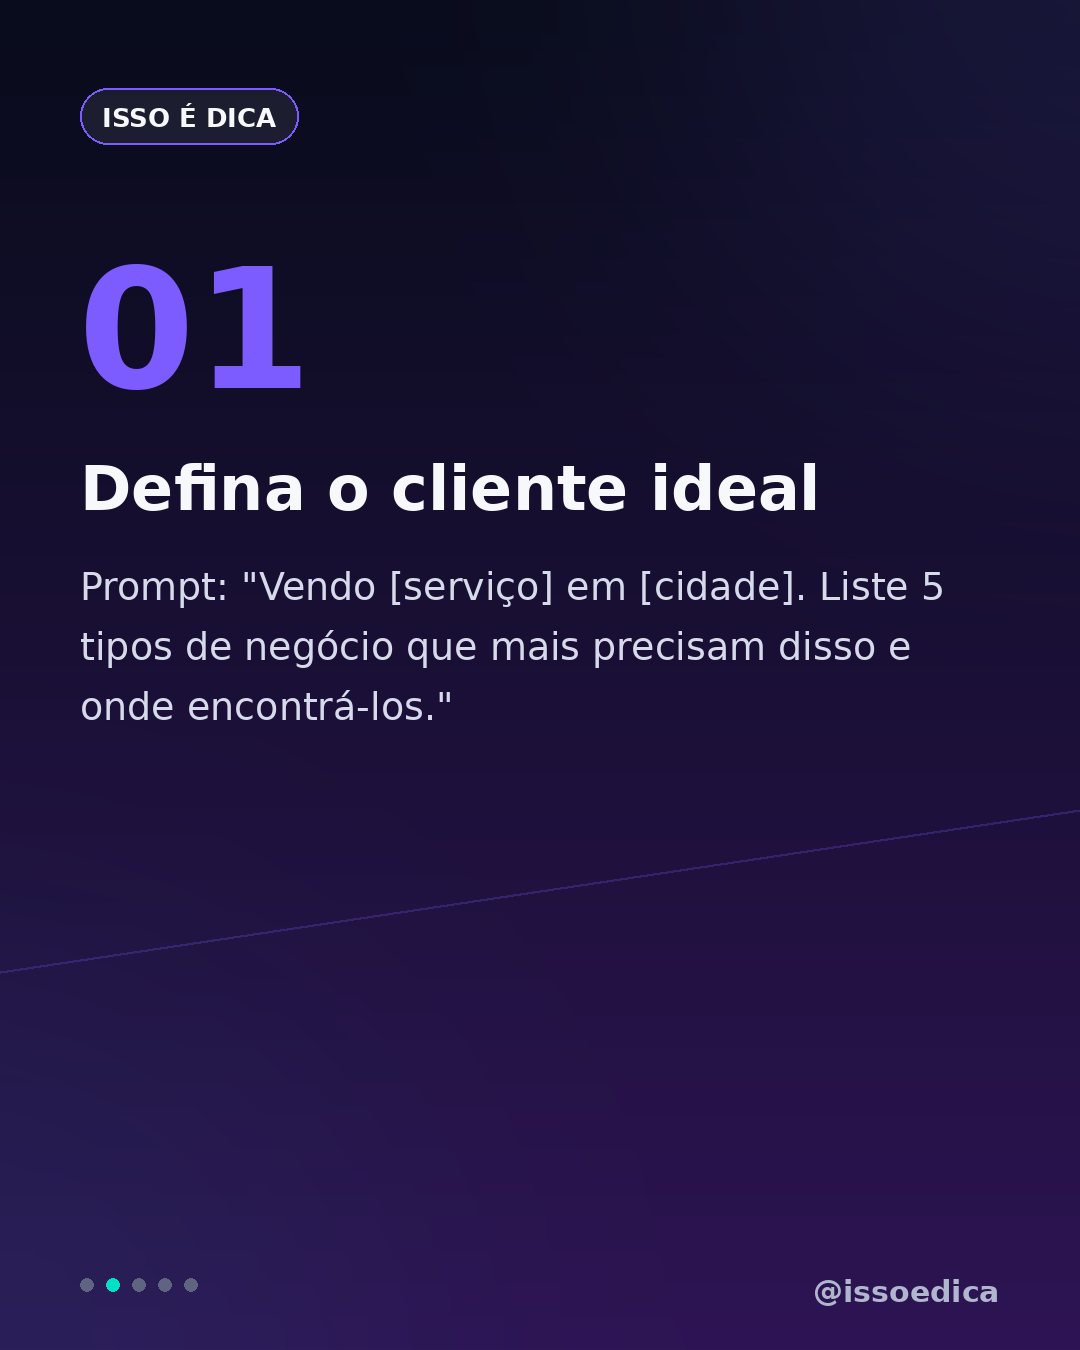 ISSO É DICA
01
Defina o cliente ideal
Prompt: "Vendo [serviço] em [cidade]. Liste 5
tipos de negócio que mais precisam disso e
onde encontrá-los."
@issoedica